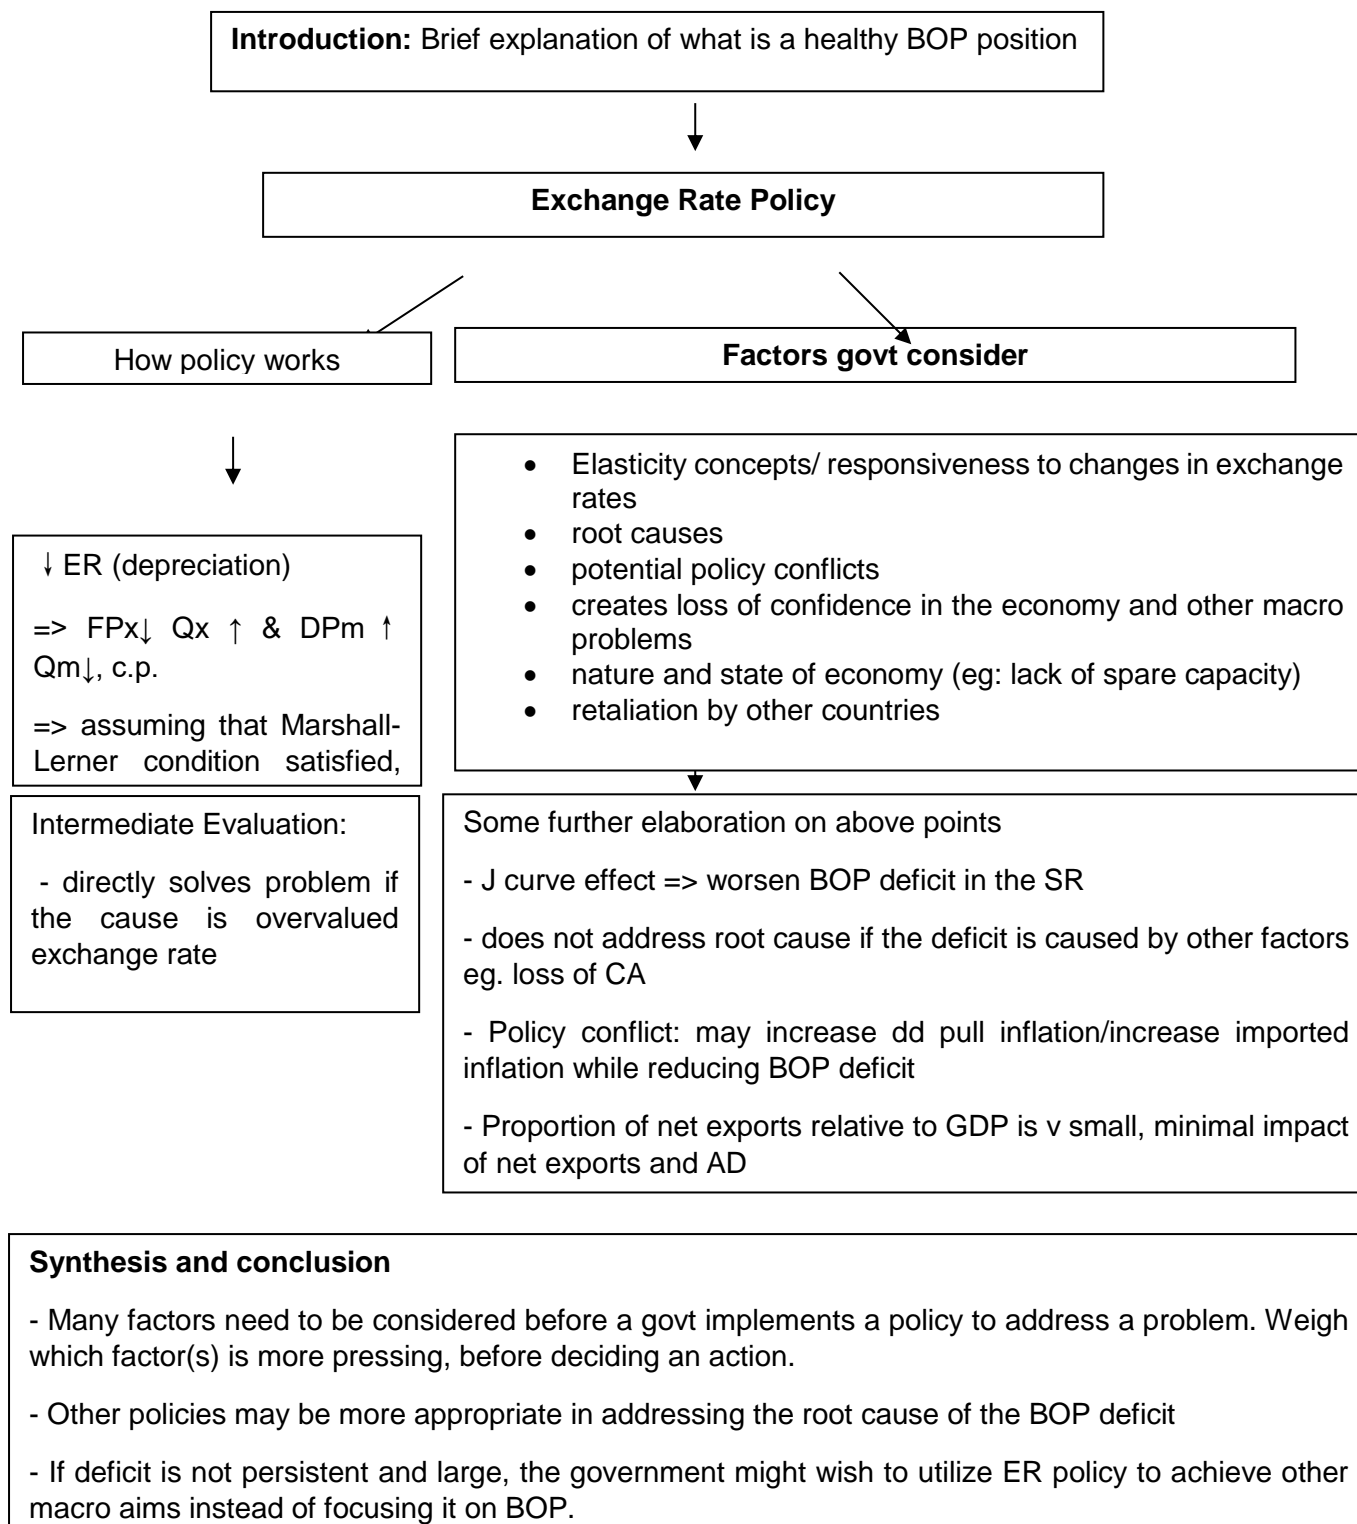 Introduction: Brief explanation of what is a healthy BOP position
Exchange Rate Policy
How policy works
Factors govt consider
↓ ER (depreciation)
=> FPx↓ Qx ↑ & DPm ↑
Qm↓, c.p.
=> assuming that Marshall-
Lerner condition satisfied,
Intermediate Evaluation:
- directly solves problem if
the cause is overvalued
exchange rate
• Elasticity concepts/ responsiveness to changes in exchange
rates
• root causes
• potential policy conflicts
• creates loss of confidence in the economy and other macro
problems
• nature and state of economy (eg: lack of spare capacity)
• retaliation by other countries
Some further elaboration on above points
- J curve effect => worsen BOP deficit in the SR
- does not address root cause if the deficit is caused by other factors
eg. loss of CA
- Policy conflict: may increase dd pull inflation/increase imported
inflation while reducing BOP deficit
- Proportion of net exports relative to GDP is v small, minimal impact
of net exports and AD
Synthesis and conclusion
- Many factors need to be considered before a govt implements a policy to address a problem. Weigh
which factor(s) is more pressing, before deciding an action.
- Other policies may be more appropriate in addressing the root cause of the BOP deficit
- If deficit is not persistent and large, the government might wish to utilize ER policy to achieve other
macro aims instead of focusing it on BOP.